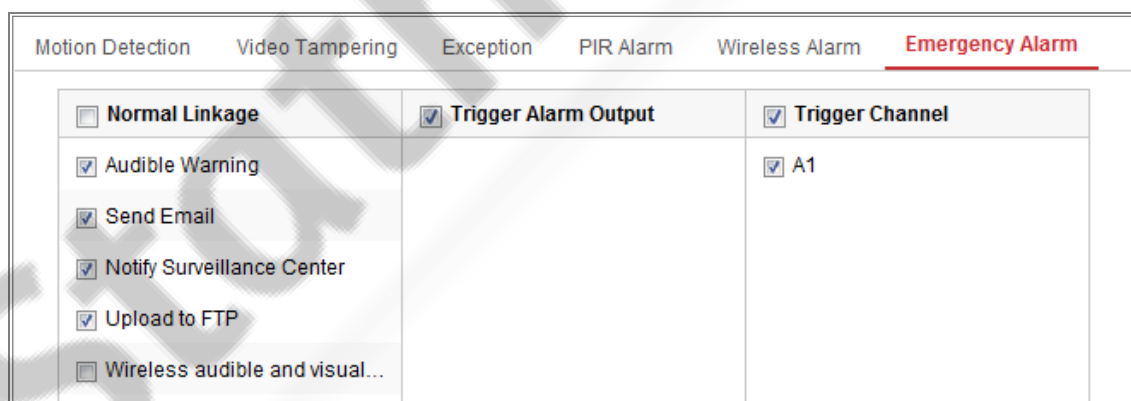 Motion Detection Video Tampering Exception PIR Alarm Wireless Alarm Emergency Alarm
Normal Linkage Trigger Alarm Output Trigger Channel
Audible Warning A1
Send Email
Notify Surveillance Center
Upload to FTP
Wireless audible and visual...